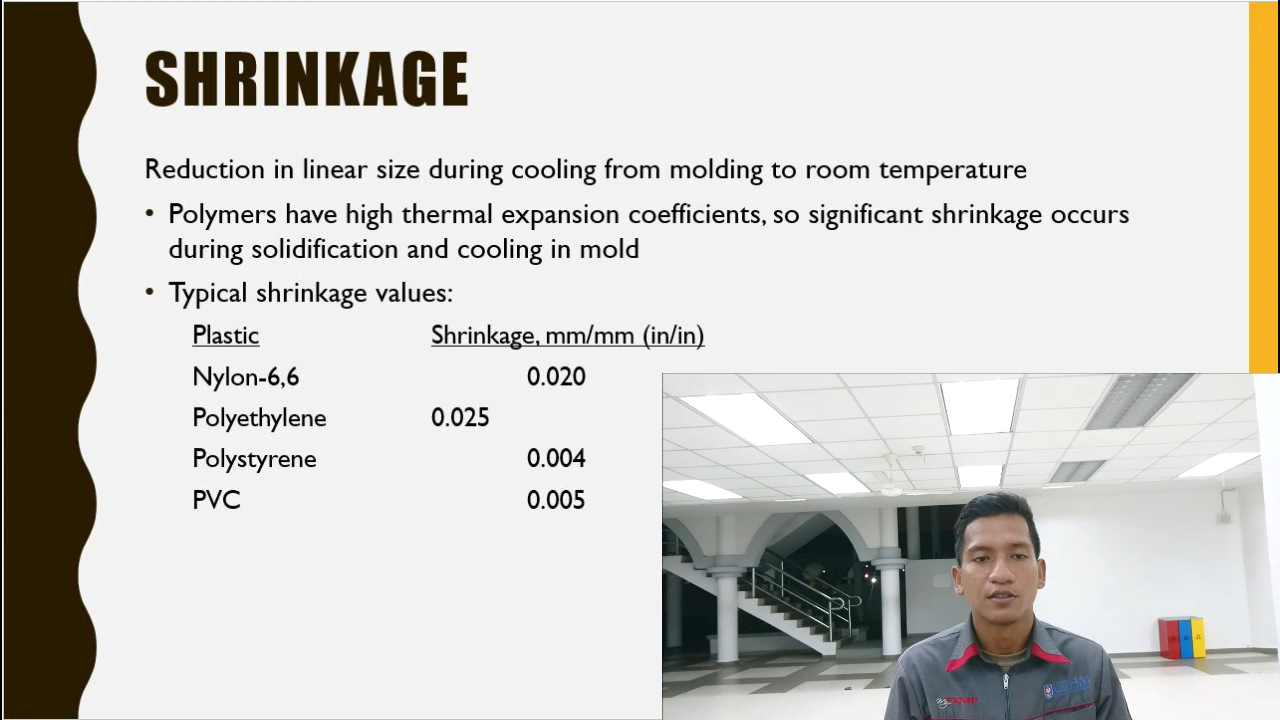 SHRINKAGE
Reduction in linear size during cooling from molding to room temperature
• Polymers have high thermal expansion coefficients, so significant shrinkage occurs
during solidification and cooling in mold
• Typical shrinkage values:
Plastic Shrinkage, mm/mm (in/in)
Nylon-6,6 0.020
Polyethylene 0.025
Polystyrene 0.004
PVC 0.005
UTHM